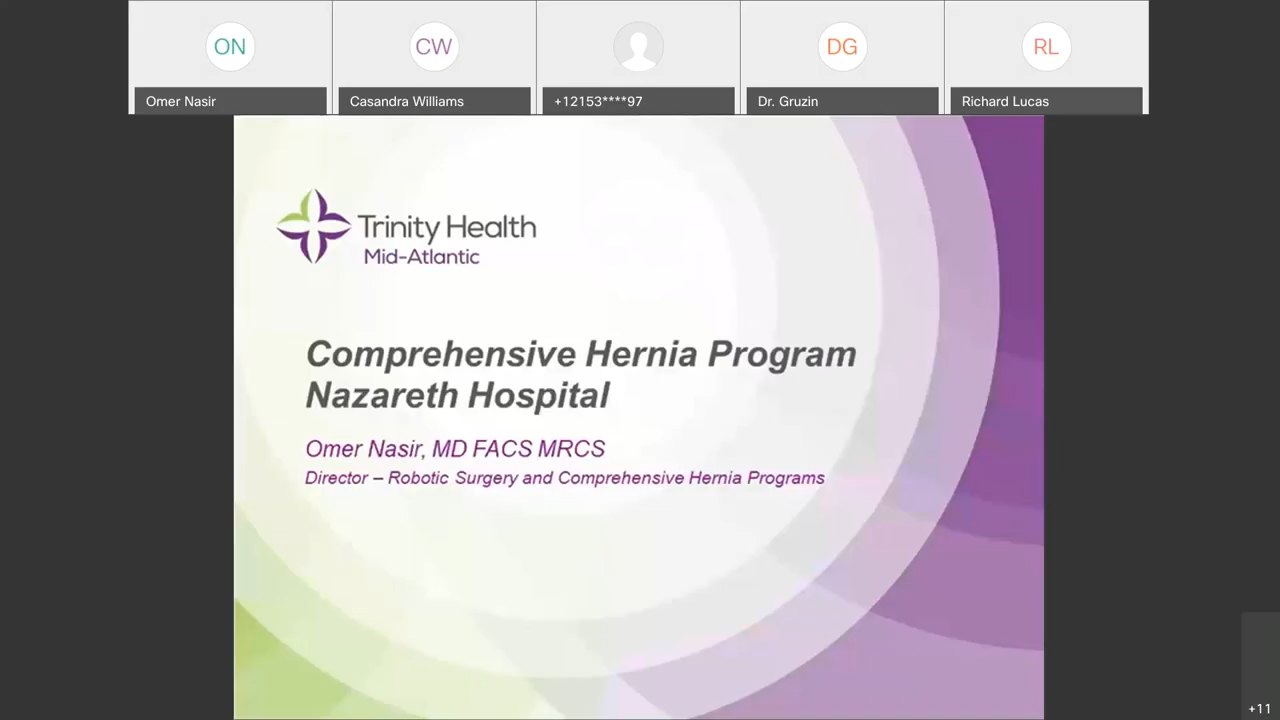 ON
CW
DG
RL
Omer Nasir
Casandra Williams
+12153****97
Dr. Gruzin
Richard Lucas
Trinity Health
Mid-Atlantic
Comprehensive Hernia Program
Nazareth Hospital
Omer Nasir, MD FACS MRCS
Director – Robotic Surgery and Comprehensive Hernia Programs
+11